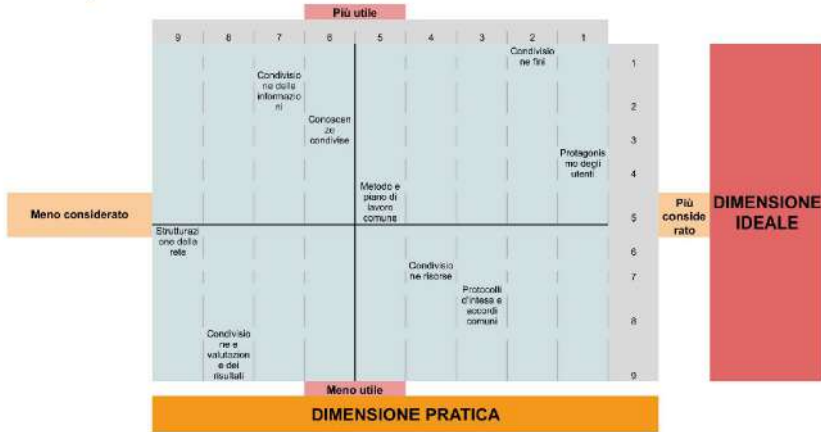 Più utile
9 8 7 6 5 4 3 2 1
Condivisio
ne fini
1
Condivisio
ne delle
informazio
ni
2
Conoscen
ze
condivise
3
Protagonis
mo degli
utenti
4
Metodo e
piano di
lavoro
comune
5
Meno considerato
Più
conside
rato
DIMENSIONE
IDEALE
Strutturazi
one della
rete
6
Condivisio
ne risorse
7
Protocolli
d'intesa e
accordi
comuni
8
Condivisio
ne e
valutazion
e dei
risultati
9
Meno utile
DIMENSIONE PRATICA